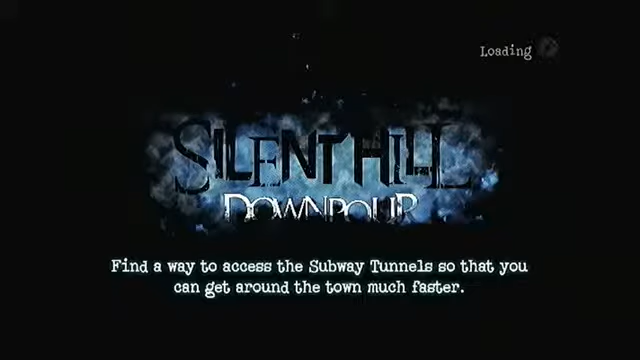 Loading
SILENT HILL
DOWNPOUR
Find a way to access the Subway Tunnels so that you
can get around the town much faster.